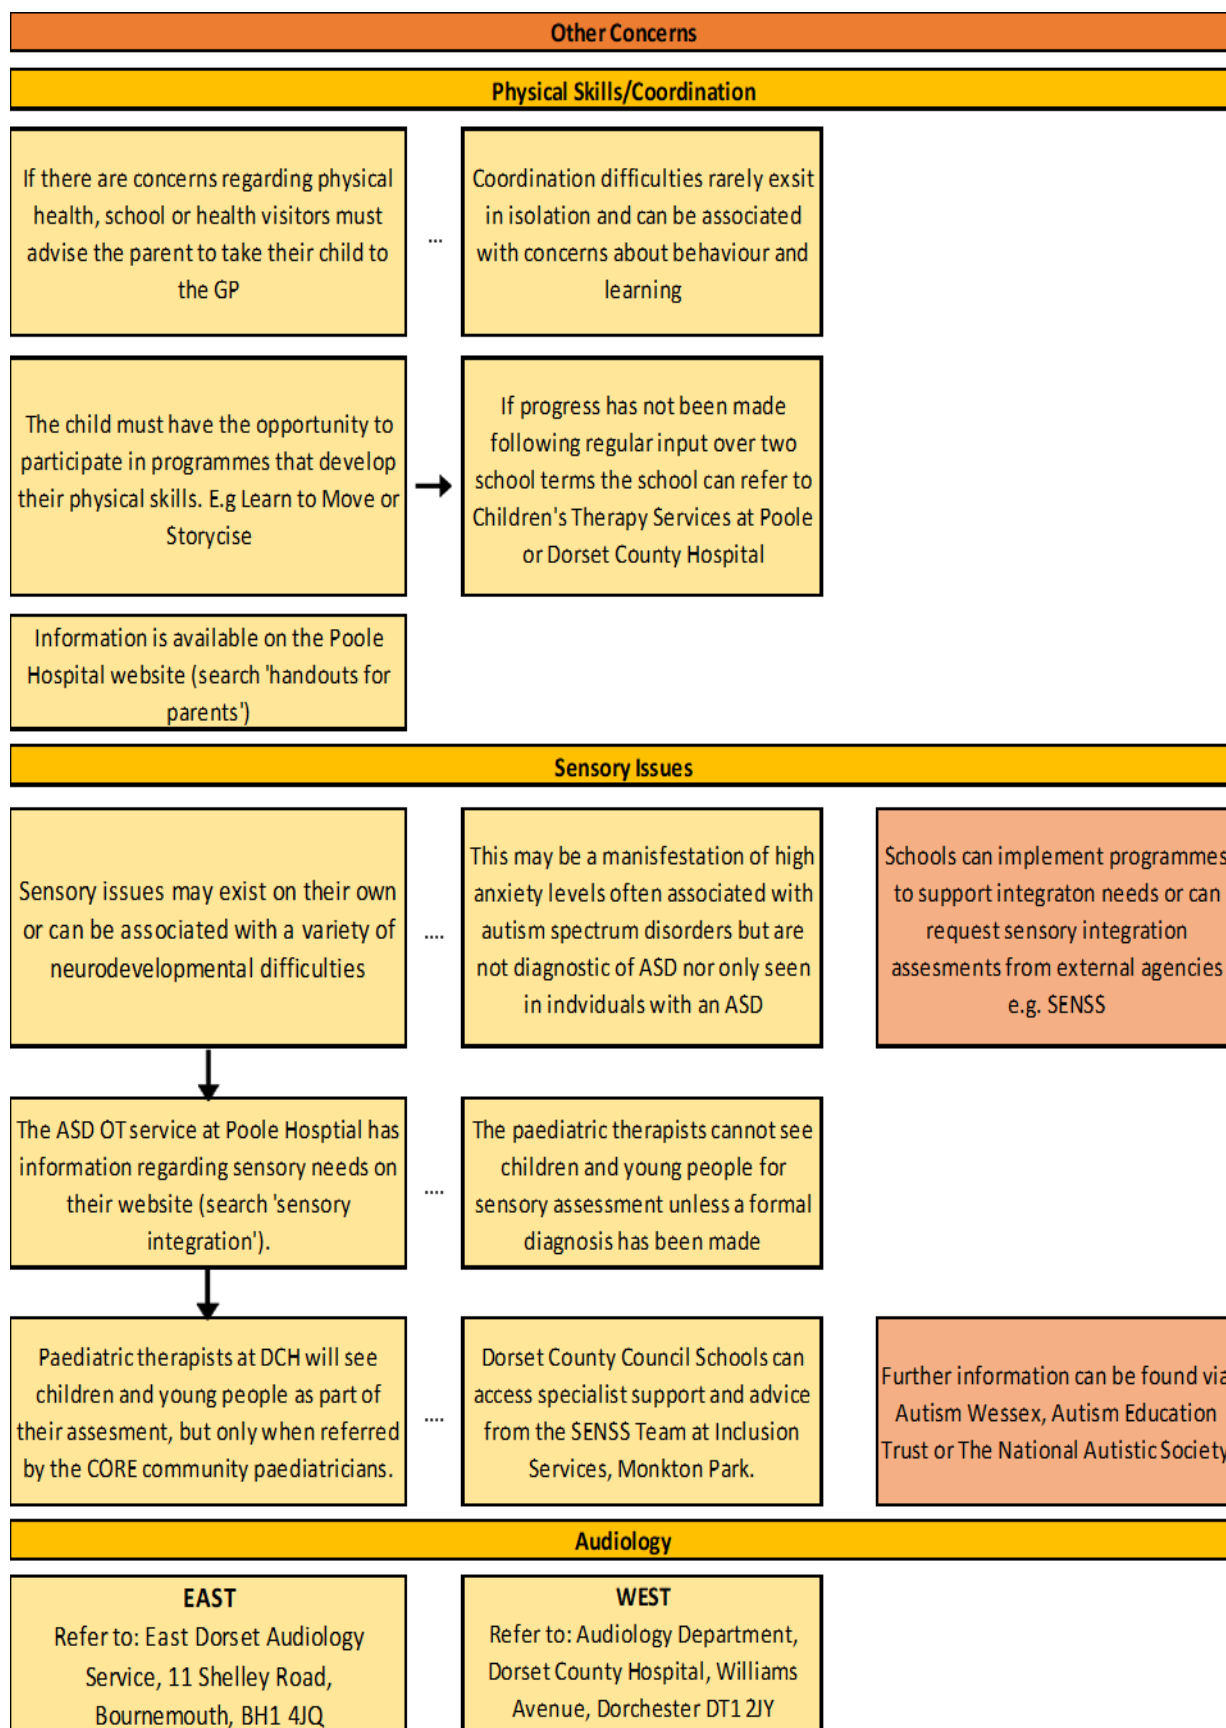 Other Concerns
Physical Skills/Coordination
If there are concerns regarding physical
health, school or health visitors must
advise the parent to take their child to
the GP
...
Coordination difficulties rarely exsit
in isolation and can be associated
with concerns about behaviour and
learning
The child must have the opportunity to
participate in programmes that develop
their physical skills. E.g Learn to Move or
Storycise
If progress has not been made
following regular input over two
school terms the school can refer to
Children's Therapy Services at Poole
or Dorset County Hospital
Information is available on the Poole
Hospital website (search 'handouts for
parents')
Sensory Issues
Sensory issues may exist on their own
or can be associated with a variety of
neurodevelopmental difficulties
....
This may be a manisfestation of high
anxiety levels often associated with
autism spectrum disorders but are
not diagnostic of ASD nor only seen
in indviduals with an ASD
Schools can implement programmes
to support integraton needs or can
request sensory integration
assesments from external agencies
e.g. SENSS
The ASD OT service at Poole Hosptial has
information regarding sensory needs on
their website (search 'sensory
integration').
....
The paediatric therapists cannot see
children and young people for
sensory assessment unless a formal
diagnosis has been made
Paediatric therapists at DCH will see
children and young people as part of
their assesment, but only when referred
by the CORE community paediatricians.
....
Dorset County Council Schools can
access specialist support and advice
from the SENSS Team at Inclusion
Services, Monkton Park.
Further information can be found via
Autism Wessex, Autism Education
Trust or The National Autistic Society
Audiology
EAST
Refer to: East Dorset Audiology
Service, 11 Shelley Road,
Bournemouth, BH1 4JQ
WEST
Refer to: Audiology Department,
Dorset County Hospital, Williams
Avenue, Dorchester DT1 2JY